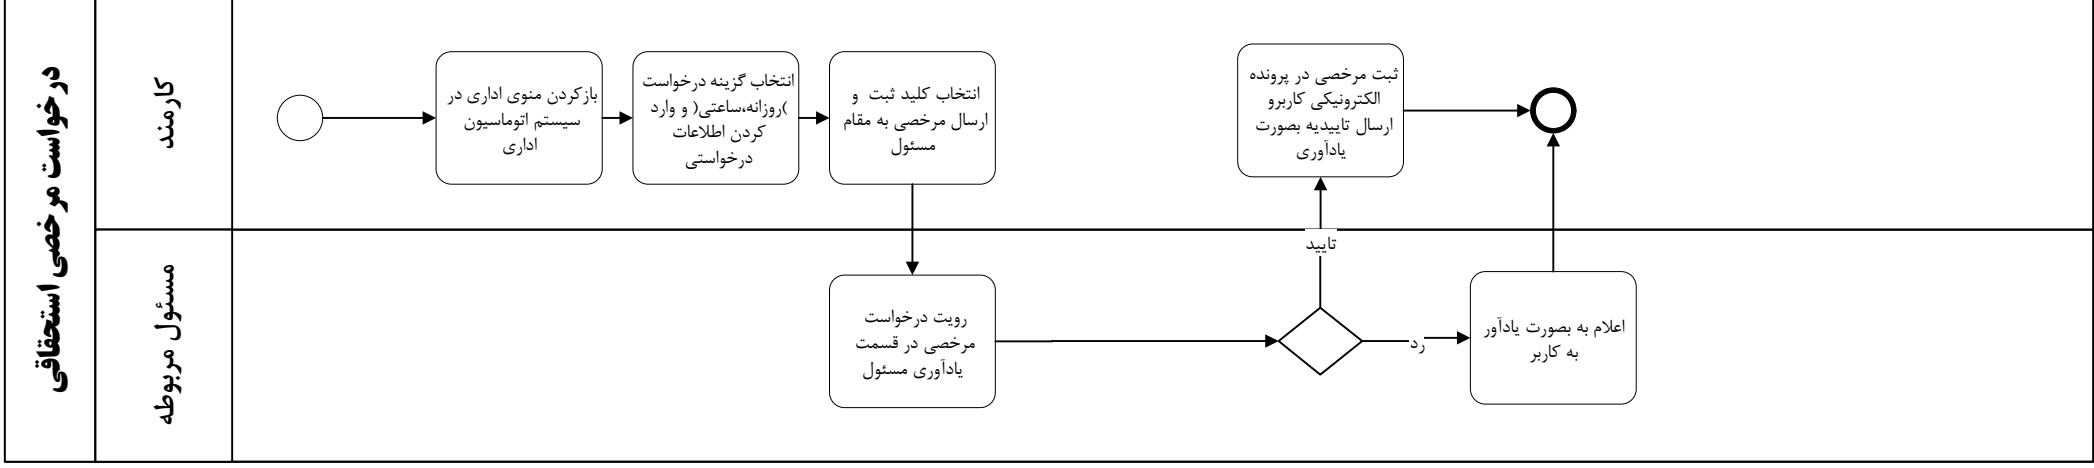 درخواست مرخصی استحقاقی
کارمند
بازکردن منوی اداری در
سیستم اتوماسیون
اداری
انتخاب گزینه درخواست
)روزانه،ساعتی( و وارد
کردن اطلاعات
درخواستی
انتخاب کلید ثبت و
ارسال مرخصی به مقام
مسئول
ثبت مرخصی در پرونده
الکترونیکی کاربرو
ارسال تاییدیه بصورت
یادآوری
مسئول مربوطه
رویت درخواست
مرخصی در قسمت
یادآوری مسئول
تایید
رد
اعلام به بصورت یادآور
به کاربر